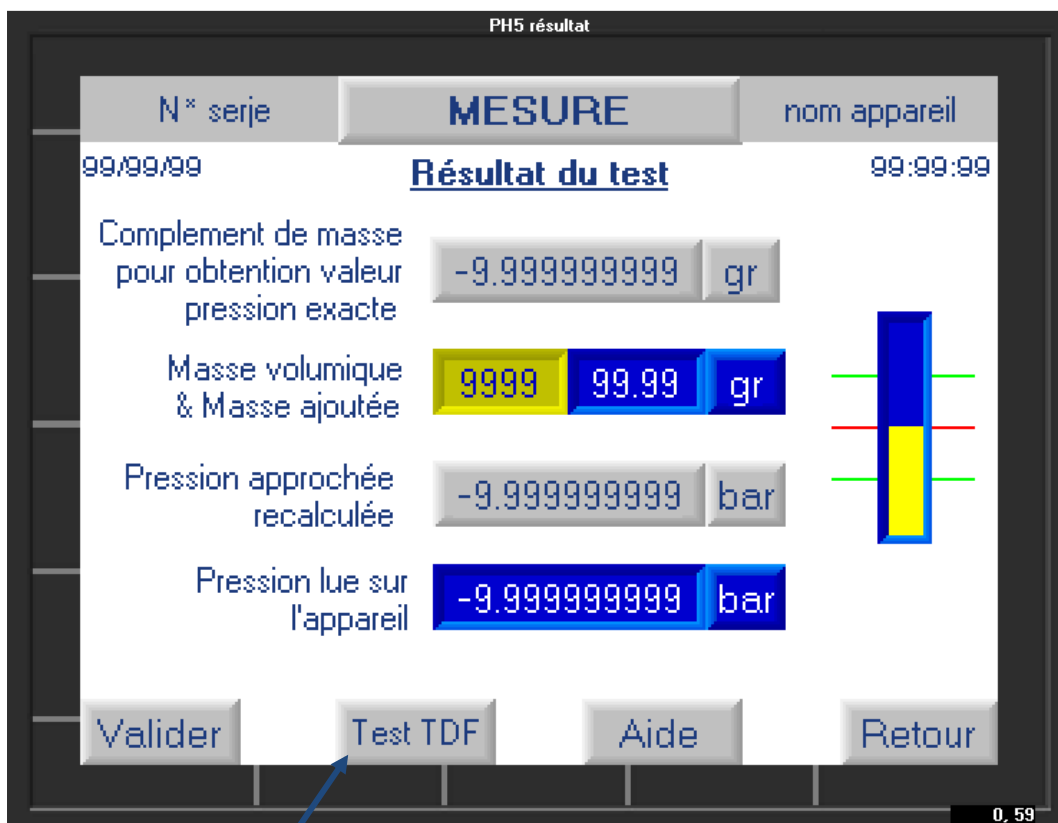 PH5 résultat
N* serje
MESURE
nom appareil
99/99/99
Résultat du test
99:99:99
Complement de masse
pour obtention valeur
pression exacte
-9.999999999 gr
Masse volumique
& Masse ajoutée
9999 99.99 gr
Pression approchée
recalculée
-9.999999999 bar
Pression lue sur
l'appareil
-9.999999999 bar
Valider
Test TDF
Aide
Retour
0, 59